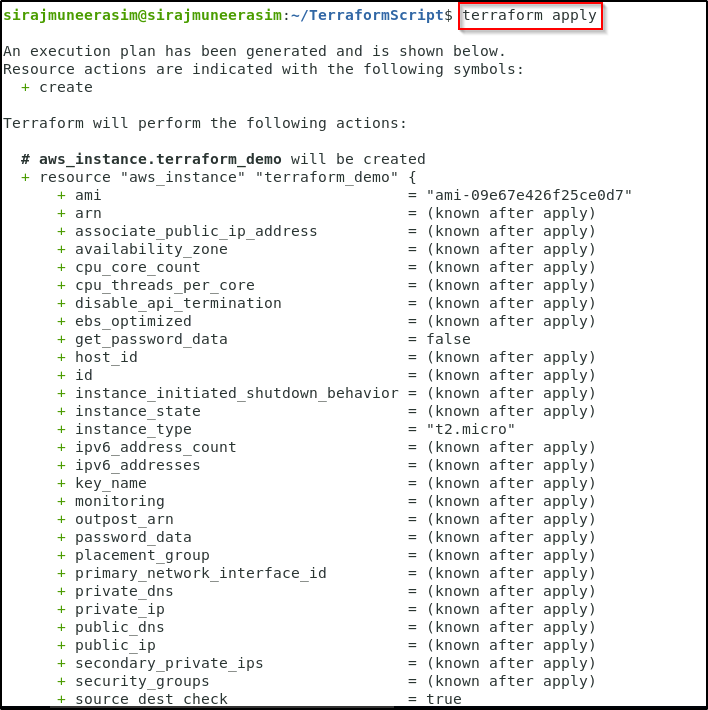 sirajmuneerasim@sirajmuneerasim:~/TerraformScript$ terraform apply
An execution plan has been generated and is shown below.
Resource actions are indicated with the following symbols:
  + create
Terraform will perform the following actions:
  # aws_instance.terraform_demo will be created
  + resource "aws_instance" "terraform_demo" {
      + ami                                  = "ami-09e67e426f25ce0d7"
      + arn                                  = (known after apply)
      + associate_public_ip_address          = (known after apply)
      + availability_zone                    = (known after apply)
      + cpu_core_count                       = (known after apply)
      + cpu_threads_per_core                 = (known after apply)
      + disable_api_termination              = (known after apply)
      + ebs_optimized                        = (known after apply)
      + get_password_data                    = false
      + host_id                              = (known after apply)
      + id                                   = (known after apply)
      + instance_initiated_shutdown_behavior = (known after apply)
      + instance_state                       = (known after apply)
      + instance_type                        = "t2.micro"
      + ipv6_address_count                   = (known after apply)
      + ipv6_addresses                       = (known after apply)
      + key_name                             = (known after apply)
      + monitoring                           = (known after apply)
      + outpost_arn                          = (known after apply)
      + password_data                        = (known after apply)
      + placement_group                      = (known after apply)
      + primary_network_interface_id         = (known after apply)
      + private_dns                          = (known after apply)
      + private_ip                           = (known after apply)
      + public_dns                           = (known after apply)
      + public_ip                            = (known after apply)
      + secondary_private_ips                = (known after apply)
      + security_groups                      = (known after apply)
      + source_dest_check                    = true